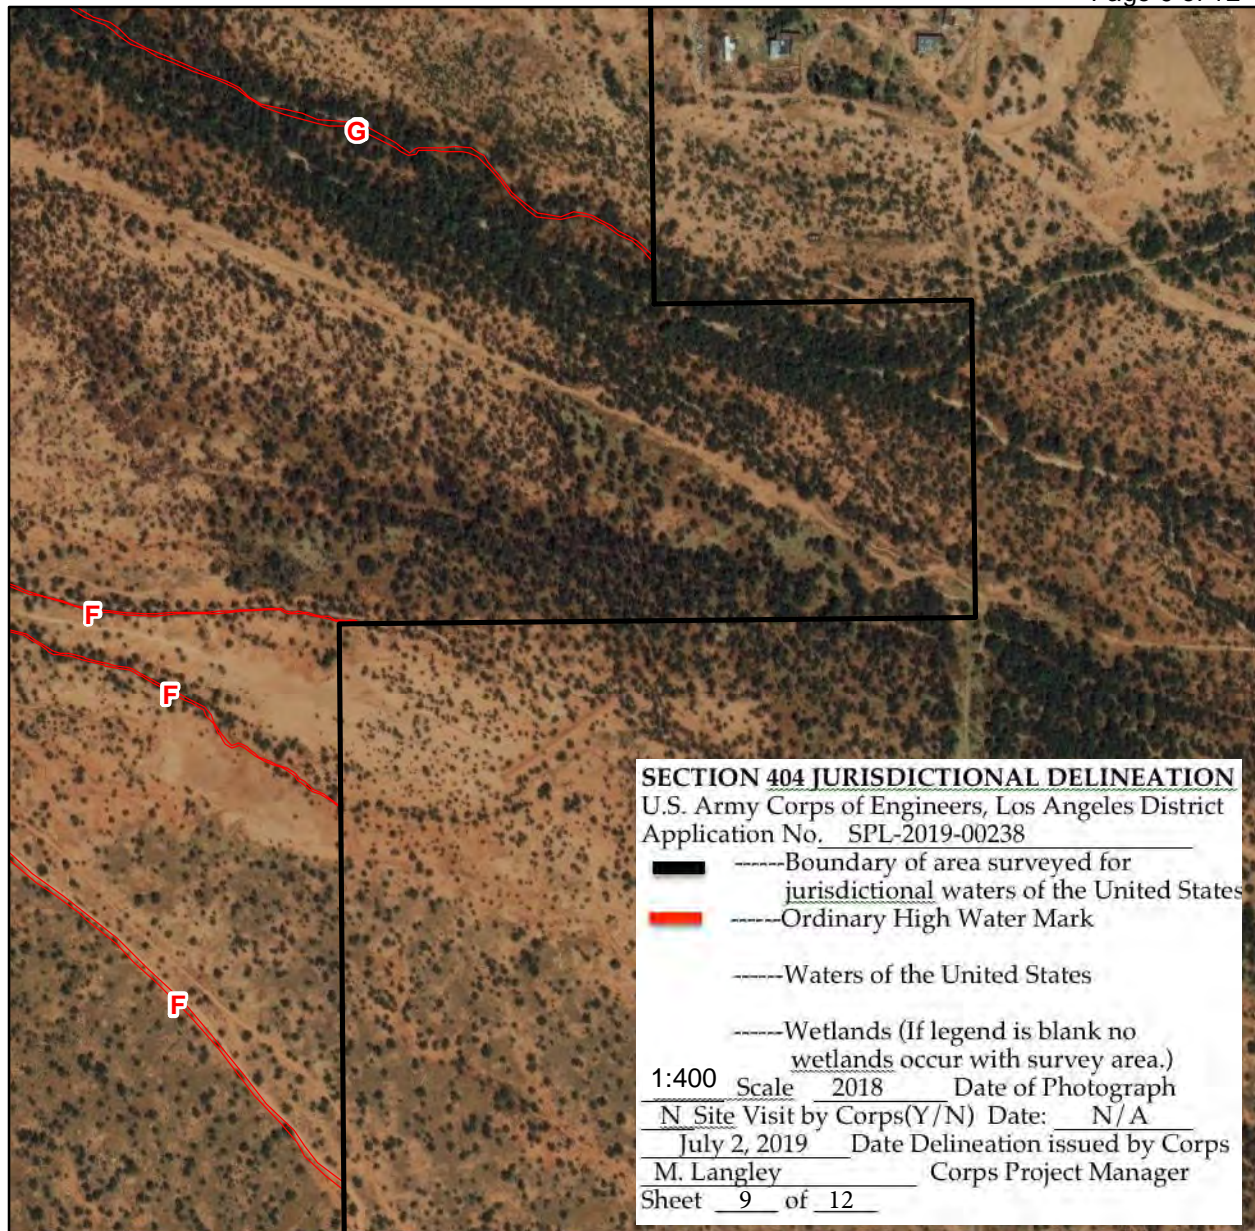 G
F
F
F
SECTION 404 JURISDICTIONAL DELINEATION
U.S. Army Corps of Engineers, Los Angeles District
Application No. SPL-2019-00238
------Boundary of area surveyed for
jurisdictional waters of the United States
------Ordinary High Water Mark
------Waters of the United States
------Wetlands (If legend is blank no
wetlands occur with survey area.)
1:400 Scale 2018 Date of Photograph
N Site Visit by Corps(Y/N) Date: N/A
July 2, 2019 Date Delineation issued by Corps
M. Langley Corps Project Manager
Sheet 9 of 12